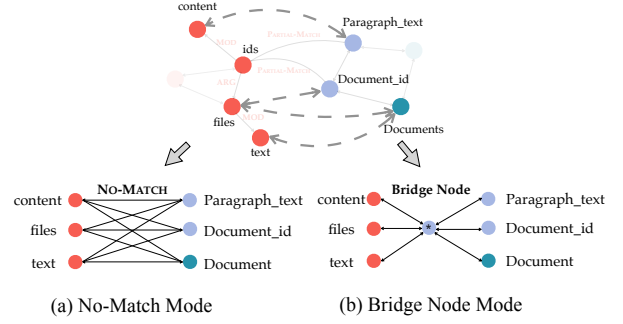 content
Paragraph_text
MOD
PARTIAL-MATCH
ids
PARTIAL-MATCH
Document_id
ARG
files
MOD
Documents
text
NO-MATCH
Bridge Node
content
Paragraph_text
content
Paragraph_text
files
Document_id
files
*
Document_id
text
Document
text
Document
(a) No-Match Mode
(b) Bridge Node Mode